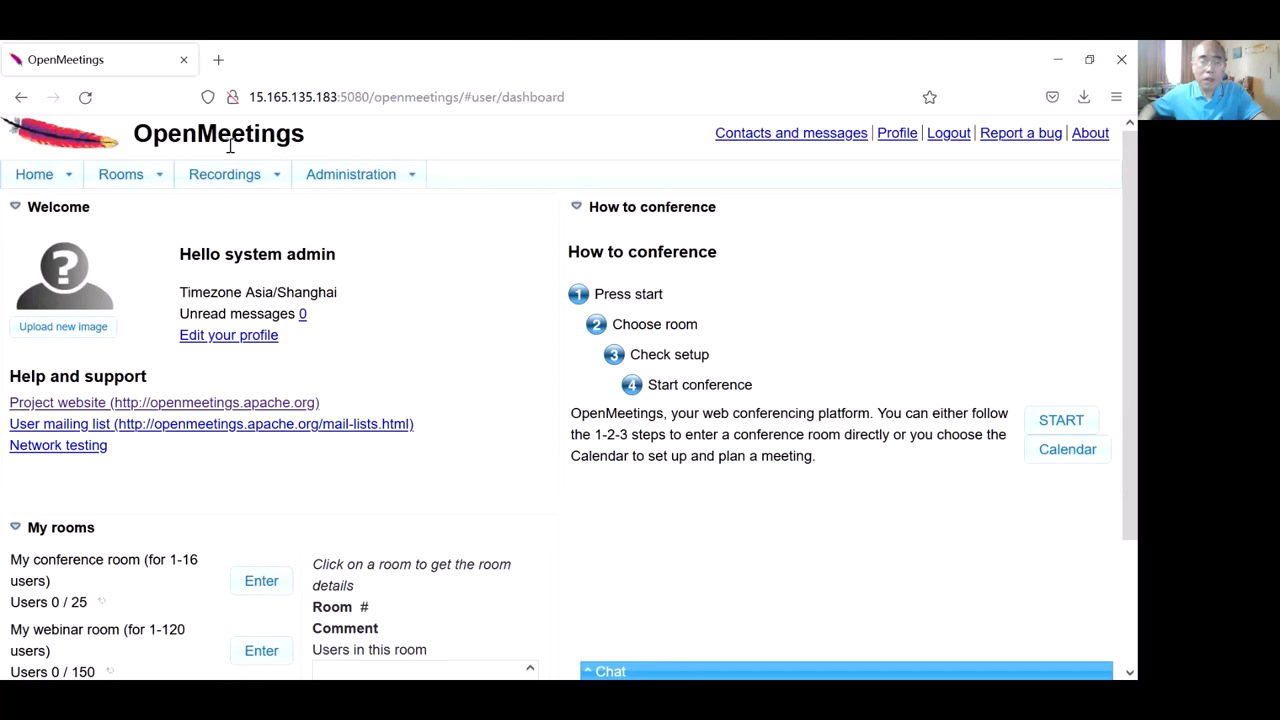 OpenMeetings
15.165.135.183:5080/openmeetings/#user/dashboard
OpenMeetings
Contacts and messages | Profile | Logout | Report a bug | About
Home Rooms Recordings Administration
Welcome
Hello system admin
Timezone Asia/Shanghai
Unread messages 0
Edit your profile
Upload new image
Help and support
Project website (http://openmeetings.apache.org)
User mailing list (http://openmeetings.apache.org/mail-lists.html)
Network testing
How to conference
How to conference
1 Press start
2 Choose room
3 Check setup
4 Start conference
OpenMeetings, your web conferencing platform. You can either follow
the 1-2-3 steps to enter a conference room directly or you choose the
Calendar to set up and plan a meeting.
START
Calendar
My rooms
My conference room (for 1-16
users)
Users 0 / 25
Enter
My webinar room (for 1-120
users)
Users 0 / 150
Enter
Click on a room to get the room
details
Room #
Comment
Users in this room
Chat